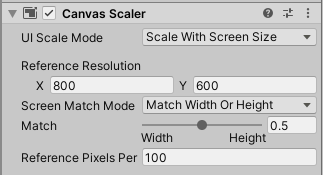 Canvas Scaler
UI Scale Mode Scale With Screen Size
Reference Resolution
X 800 Y 600
Screen Match Mode Match Width Or Height
Match 0.5
Width Height
Reference Pixels Per 100